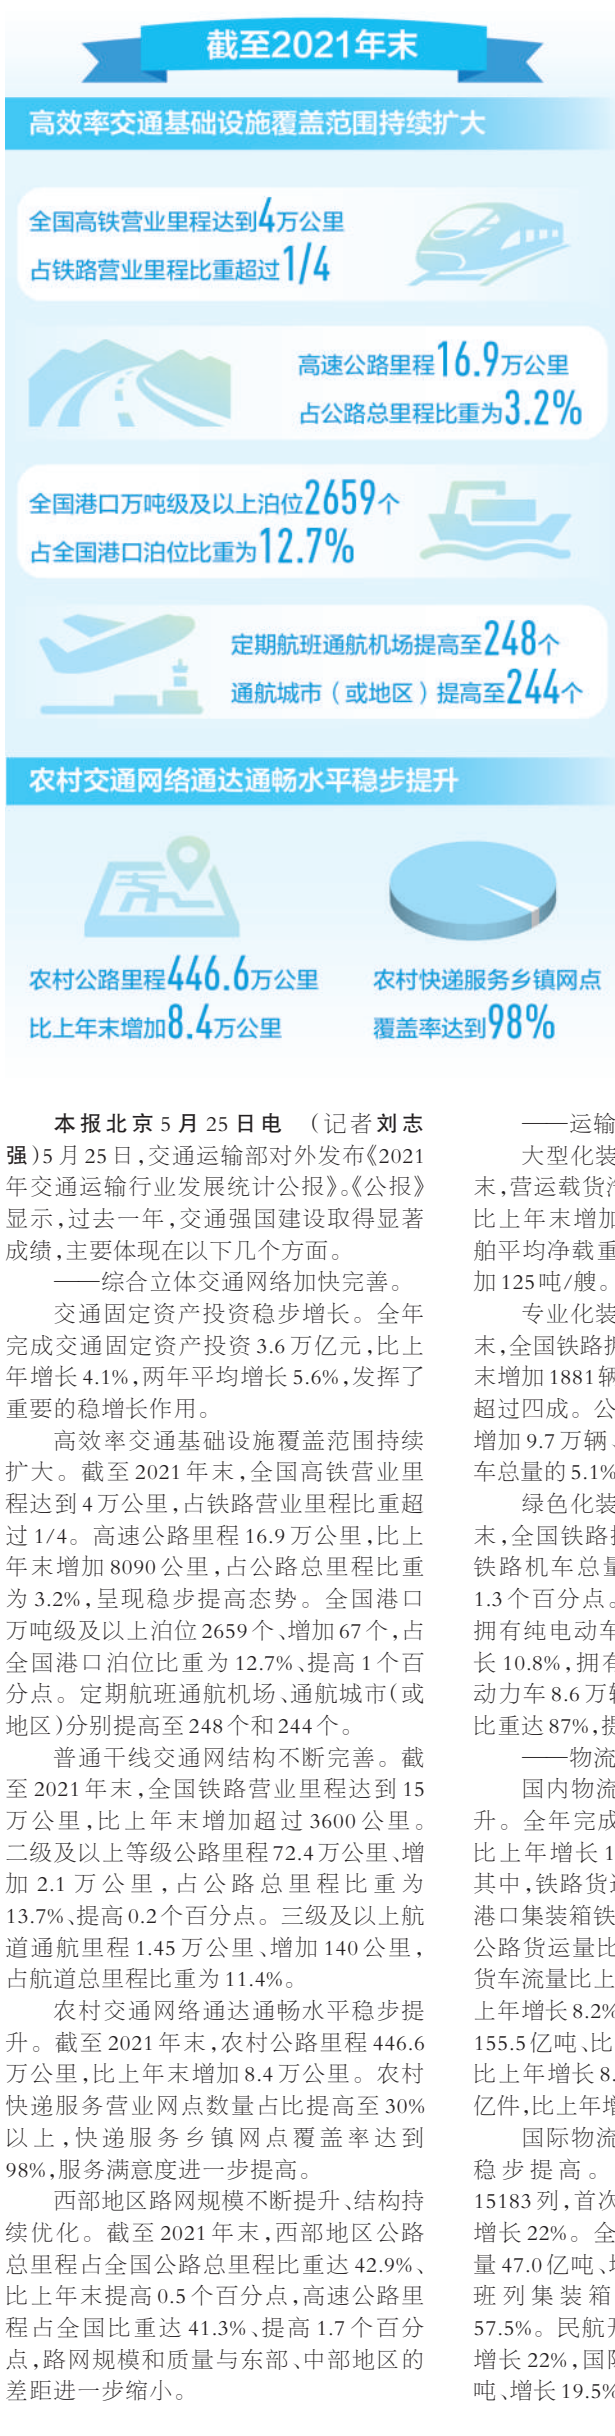 截至2021年末
高效率交通基础设施覆盖范围持续扩大
全国高铁营业里程达到4万公里
占铁路营业里程比重超过1/4
高速公路里程16.9万公里
占公路总里程比重为3.2%
全国港口万吨级及以上泊位2659个
占全国港口泊位比重为12.7%
定期航班通航机场提高至248个
通航城市（或地区）提高至244个
农村交通网络通达通畅水平稳步提升
农村公路里程446.6万公里
比上年末增加8.4万公里
农村快递服务乡镇网点
覆盖率达到98%
本报北京5月25日电 （记者刘志
强）5月25日，交通运输部对外发布《2021
年交通运输行业发展统计公报》。《公报》
显示，过去一年，交通强国建设取得显著
成绩，主要体现在以下几个方面。
——综合立体交通网络加快完善。
交通固定资产投资稳步增长。全年
完成交通固定资产投资3.6万亿元，比上
年增长4.1%，两年平均增长5.6%，发挥了
重要的稳增长作用。
高效率交通基础设施覆盖范围持续
扩大。截至2021年末，全国高铁营业里
程达到4万公里，占铁路营业里程比重超
过1/4。高速公路里程16.9万公里，比上
年末增加8090公里，占公路总里程比重
为3.2%，呈现稳步提高态势。全国港口
万吨级及以上泊位2659个、增加67个，占
全国港口泊位比重为12.7%、提高1个百
分点。定期航班通航机场、通航城市（或
地区）分别提高至248个和244个。
普通干线交通网结构不断完善。截
至2021年末，全国铁路营业里程达到15
万公里，比上年末增加超过3600公里。
二级及以上等级公路里程72.4万公里、增
加2.1万公里，占公路总里程比重为
13.7%、提高0.2个百分点。三级及以上航
道通航里程1.45万公里、增加140公里，
占航道总里程比重为11.4%。
农村交通网络通达通畅水平稳步提
升。截至2021年末，农村公路里程446.6
万公里，比上年末增加8.4万公里。农村
快递服务营业网点数量占比提高至30%
以上，快递服务乡镇网点覆盖率达到
98%，服务满意度进一步提高。
西部地区路网规模不断提升、结构持
续优化。截至2021年末，西部地区公路
总里程占全国公路总里程比重达42.9%、
比上年末提高0.5个百分点，高速公路里
程占全国比重达41.3%、提高1.7个百分
点，路网规模和质量与东部、中部地区的
差距进一步缩小。
——运输
大型化装
末，营运载货汽
比上年末增加
舶平均净载重
加125吨/艘。
专业化装
末，全国铁路拥
末增加1881辆
超过四成。公
增加9.7万辆、
车总量的5.1%
绿色化装
末，全国铁路拥
铁路机车总量
1.3个百分点。
拥有纯电动车
长10.8%，拥有
动力车8.6万辆
比重达87%，提
——物流
国内物流
升。全年完成
比上年增长1
其中，铁路货运
港口集装箱铁
公路货运量比
货车流量比上
上年增长8.2%
155.5亿吨、比
比上年增长8.
亿件，比上年增
国际物流
稳步提高。
15183列，首次
增长22%。全
量47.0亿吨、增
班列集装箱
57.5%。民航开
增长22%，国际
吨、增长19.5%